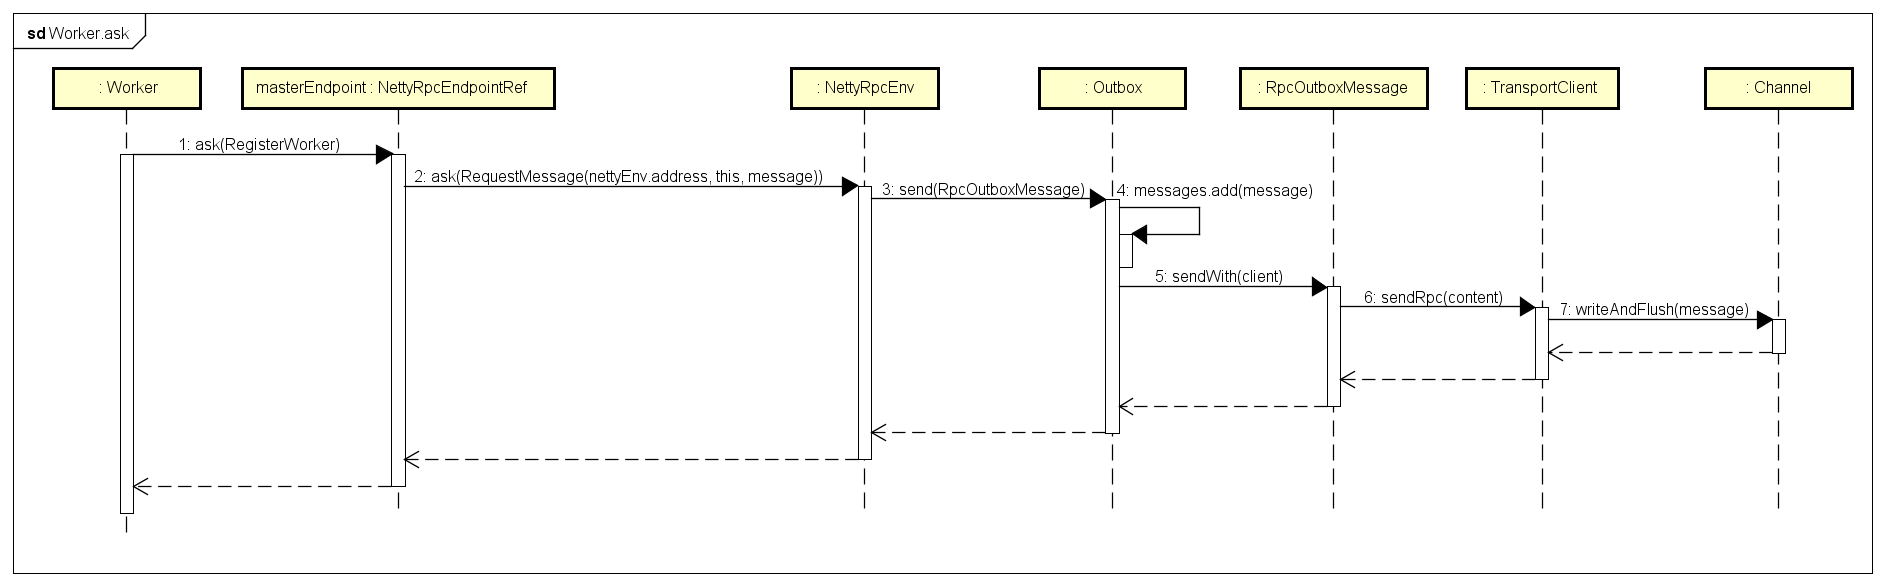 sd Worker.ask
: Worker
masterEndpoint : NettyRpcEndpointRef
: NettyRpcEnv
: Outbox
: RpcOutboxMessage
: TransportClient
: Channel
1: ask(RegisterWorker)
2: ask(RequestMessage(nettyEnv.address, this, message))
3: send(RpcOutboxMessage)
4: messages.add(message)
5: sendWith(client)
6: sendRpc(content)
7: writeAndFlush(message)